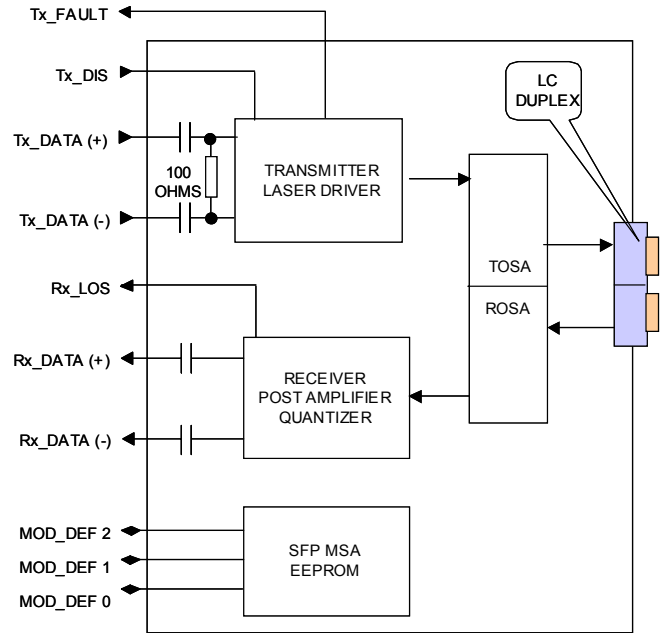 Tx_FAULT
Tx_DIS
LC
DUPLEX
Tx_DATA (+)
100
OHMS
TRANSMITTER
LASER DRIVER
Tx_DATA (-)
TOSA
Rx_LOS
ROSA
Rx_DATA (+)
RECEIVER
POST AMPLIFIER
QUANTIZER
Rx_DATA (-)
MOD_DEF 2
SFP MSA
EEPROM
MOD_DEF 1
MOD_DEF 0